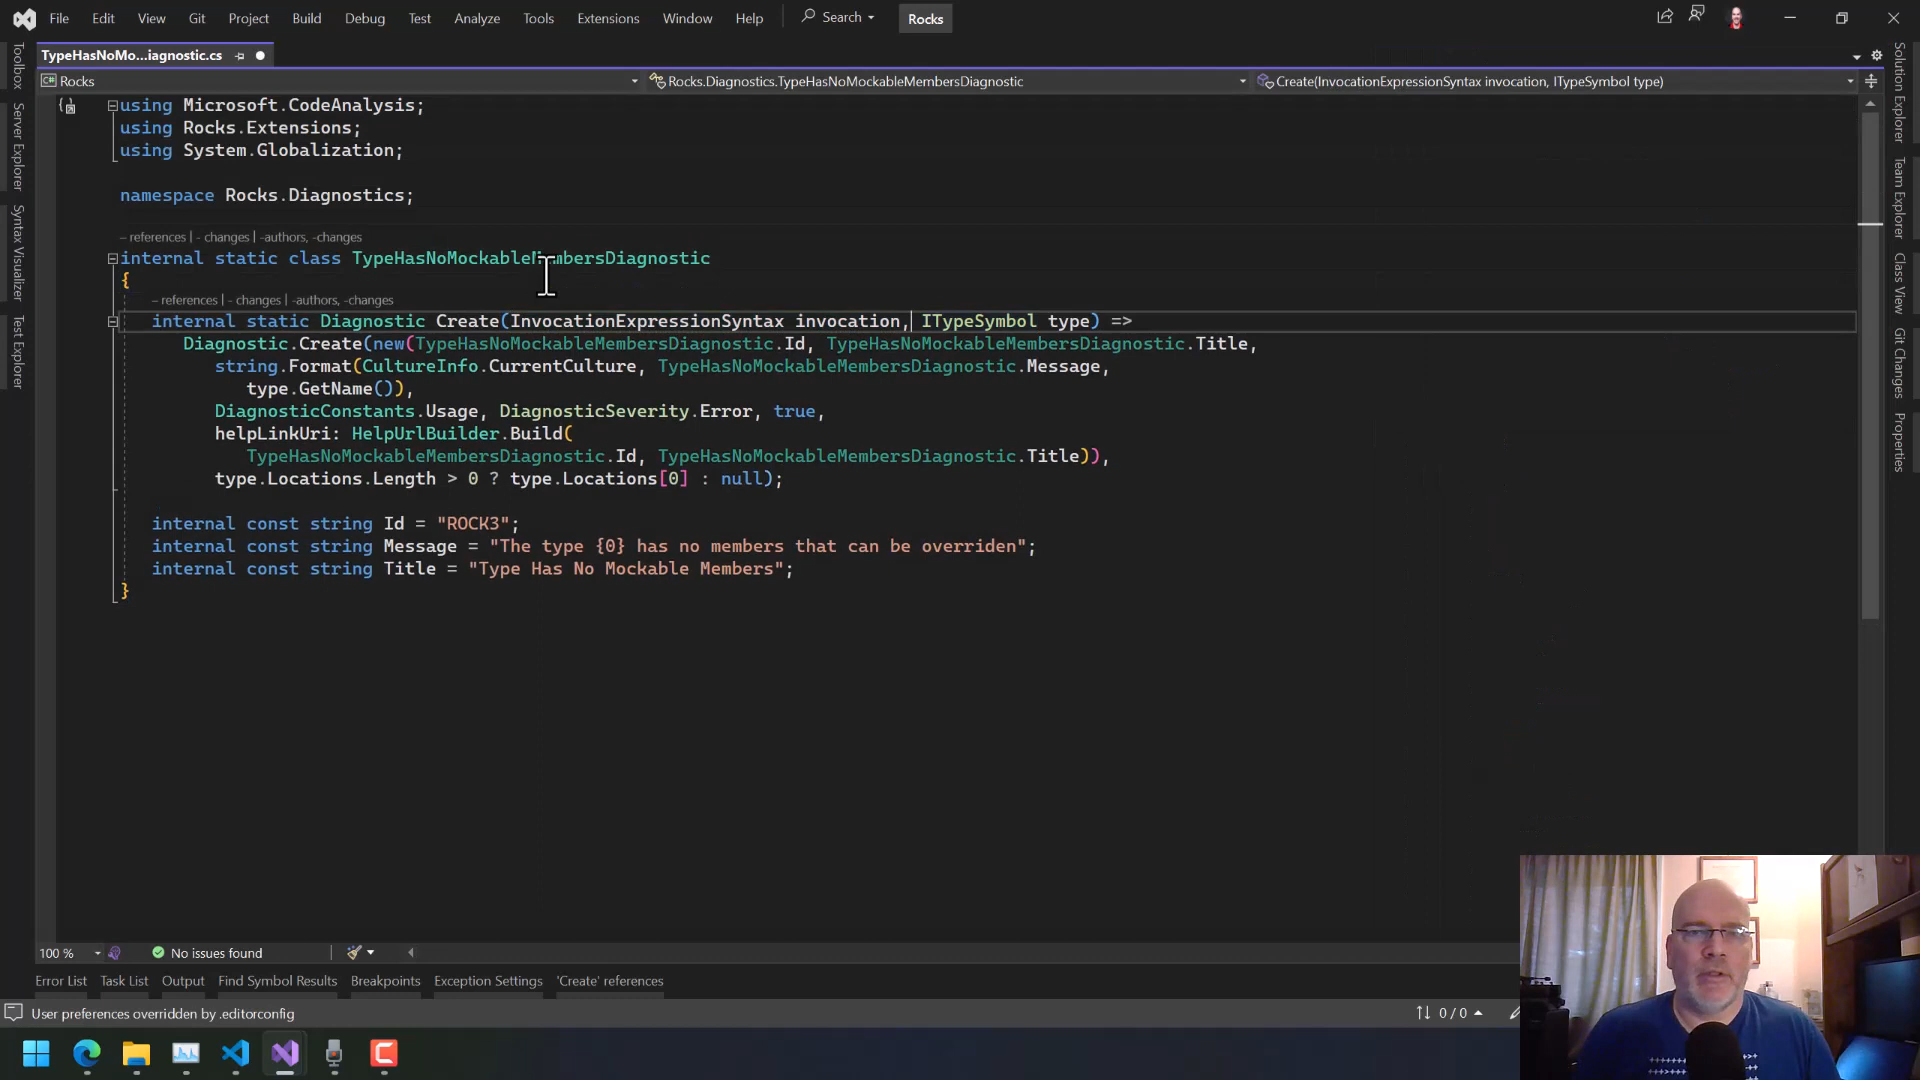 File Edit View Git Project Build Debug Test Analyze Tools Extensions Window Help Search Rocks
TypeHasNoMo...iagnostic.cs
Rocks Rocks.Diagnostics.TypeHasNoMockableMembersDiagnostic Create(InvocationExpressionSyntax invocation, ITypeSymbol type)
Toolbox
Server Explorer
Syntax Visualizer
Test Explorer
using Microsoft.CodeAnalysis;
using Rocks.Extensions;
using System.Globalization;
namespace Rocks.Diagnostics;
– references | - changes | -authors, -changes
internal static class TypeHasNoMockableMembersDiagnostic
{
– references | - changes | -authors, -changes
internal static Diagnostic Create(InvocationExpressionSyntax invocation, ITypeSymbol type) =>
Diagnostic.Create(new(TypeHasNoMockableMembersDiagnostic.Id, TypeHasNoMockableMembersDiagnostic.Title,
string.Format(CultureInfo.CurrentCulture, TypeHasNoMockableMembersDiagnostic.Message,
type.GetName()),
DiagnosticConstants.Usage, DiagnosticSeverity.Error, true,
helpLinkUri: HelpUrlBuilder.Build(
TypeHasNoMockableMembersDiagnostic.Id, TypeHasNoMockableMembersDiagnostic.Title)),
type.Locations.Length > 0 ? type.Locations[0] : null);
internal const string Id = "ROCK3";
internal const string Message = "The type {0} has no members that can be overriden";
internal const string Title = "Type Has No Mockable Members";
}
Solution Explorer
Team Explorer
Class View
Git Changes
Properties
100 % No issues found
Error List Task List Output Find Symbol Results Breakpoints Exception Settings 'Create' references
User preferences overridden by .editorconfig 0 / 0